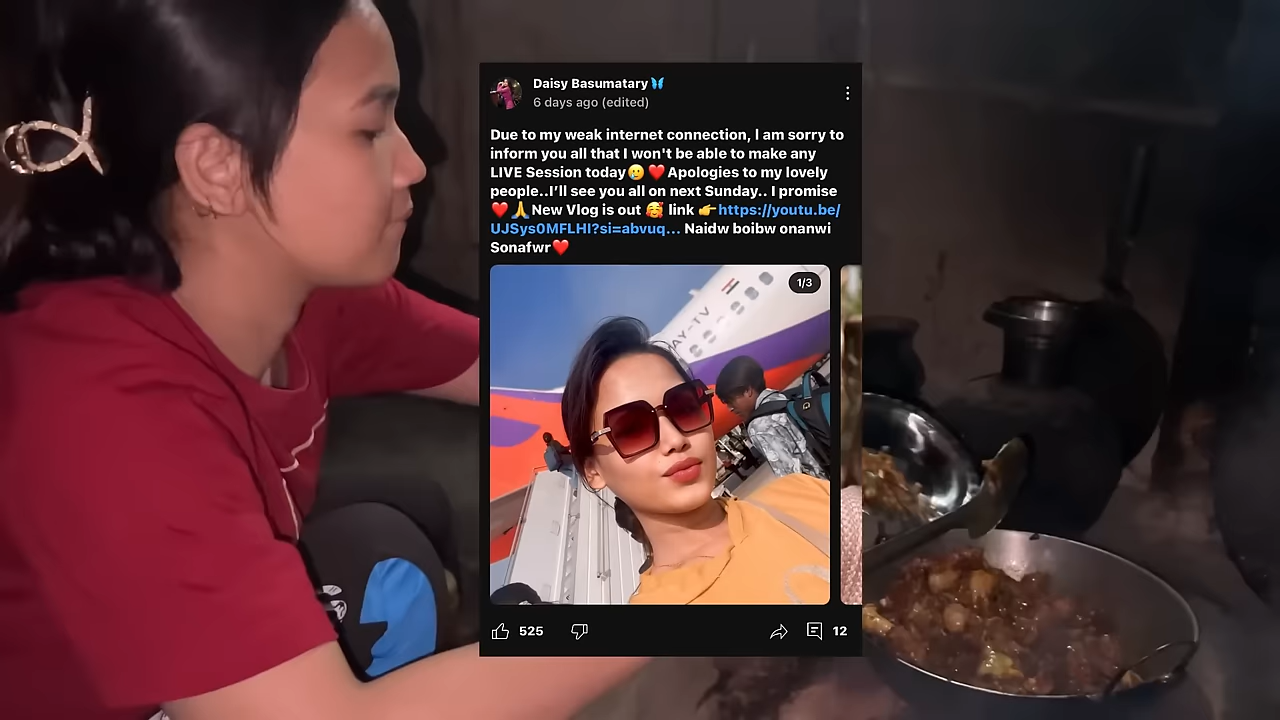 Daisy Basumatary🦋
6 days ago (edited)
Due to my weak internet connection, I am sorry to
inform you all that I won't be able to make any
LIVE Session today🥲❤️Apologies to my lovely
people..I'll see you all on next Sunday.. I promise
❤️🙏New Vlog is out 🥰 link 👉https://youtu.be/
UJSys0MFLHI?si=abvuq... Naidw boibw onanwi
Sonafwr❤️
1/3
AY-TV
525
12